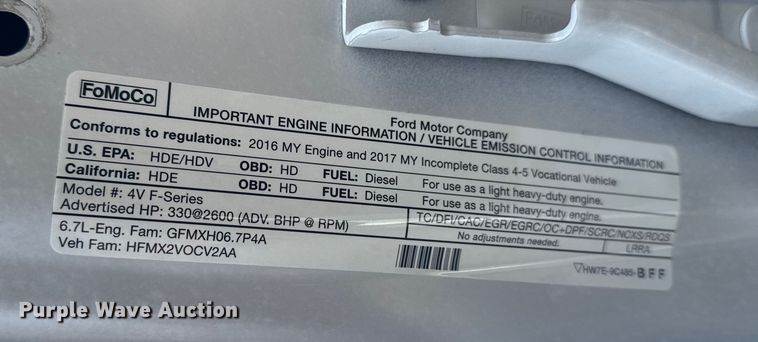 FoMoCo
Ford Motor Company
IMPORTANT ENGINE INFORMATION / VEHICLE EMISSION CONTROL INFORMATION
Conforms to regulations: 2016 MY Engine and 2017 MY Incomplete Class 4-5 Vocational Vehicle
U.S. EPA: HDE/HDV OBD: HD FUEL: Diesel For use as a light heavy-duty engine.
California: HDE OBD: HD FUEL: Diesel For use as a light heavy-duty engine.
Model #: 4V F-Series
Advertised HP: 330@2600 (ADV. BHP @ RPM) TC/DFI/CAC/EGR/EGRC/OC+DPF/SCRC/NOXS/RDQS
6.7L-Eng. Fam: GFMXH06.7P4A No adjustments needed. LRRA
Veh Fam: HFMX2VOCV2AA HW7E-9C485-BFF
Purple Wave Auction